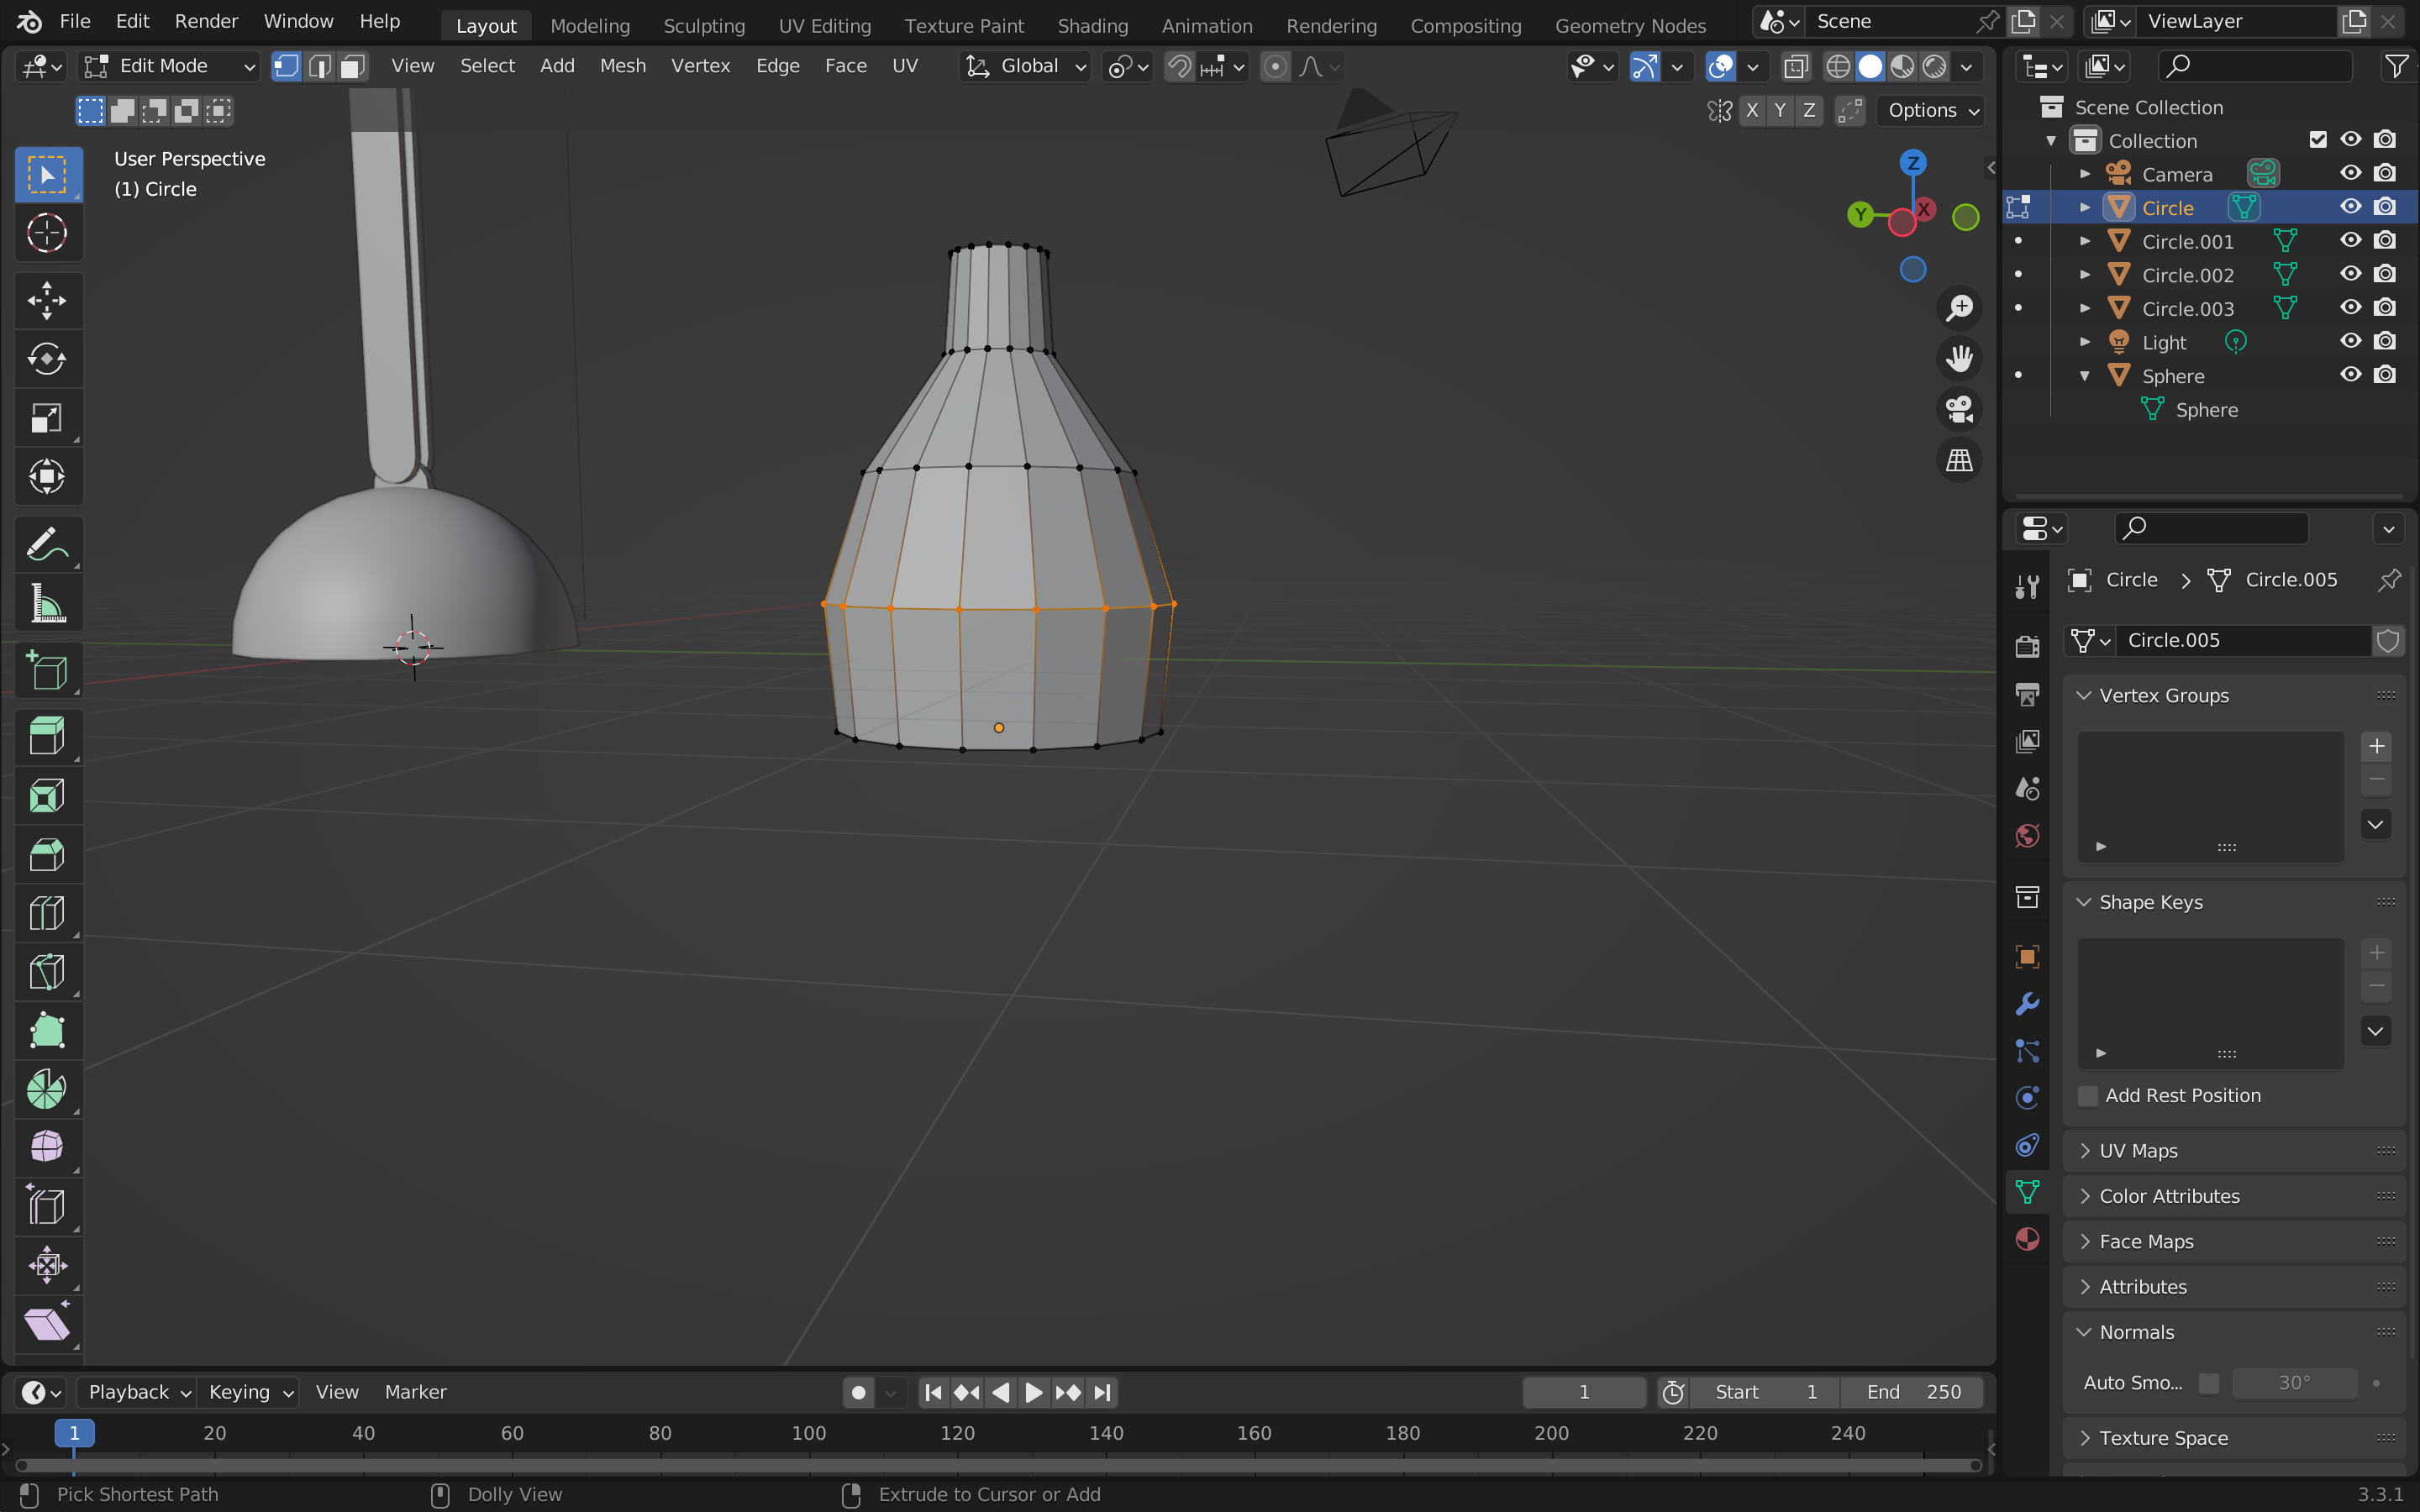 File Edit Render Window Help Layout Modeling Sculpting UV Editing Texture Paint Shading Animation Rendering Compositing Geometry Nodes Scene ViewLayer
Edit Mode View Select Add Mesh Vertex Edge Face UV Global
X Y Z Options
User Perspective
(1) Circle
Z
Y X
Scene Collection
Collection
Camera
Circle
Circle.001
Circle.002
Circle.003
Light
Sphere
Sphere
Circle Circle.005
Circle.005
Vertex Groups
Shape Keys
Add Rest Position
UV Maps
Color Attributes
Face Maps
Attributes
Normals
Auto Smo... 30°
Texture Space
Playback Keying View Marker 1 Start 1 End 250
1 20 40 60 80 100 120 140 160 180 200 220 240
Pick Shortest Path Dolly View Extrude to Cursor or Add 3.3.1